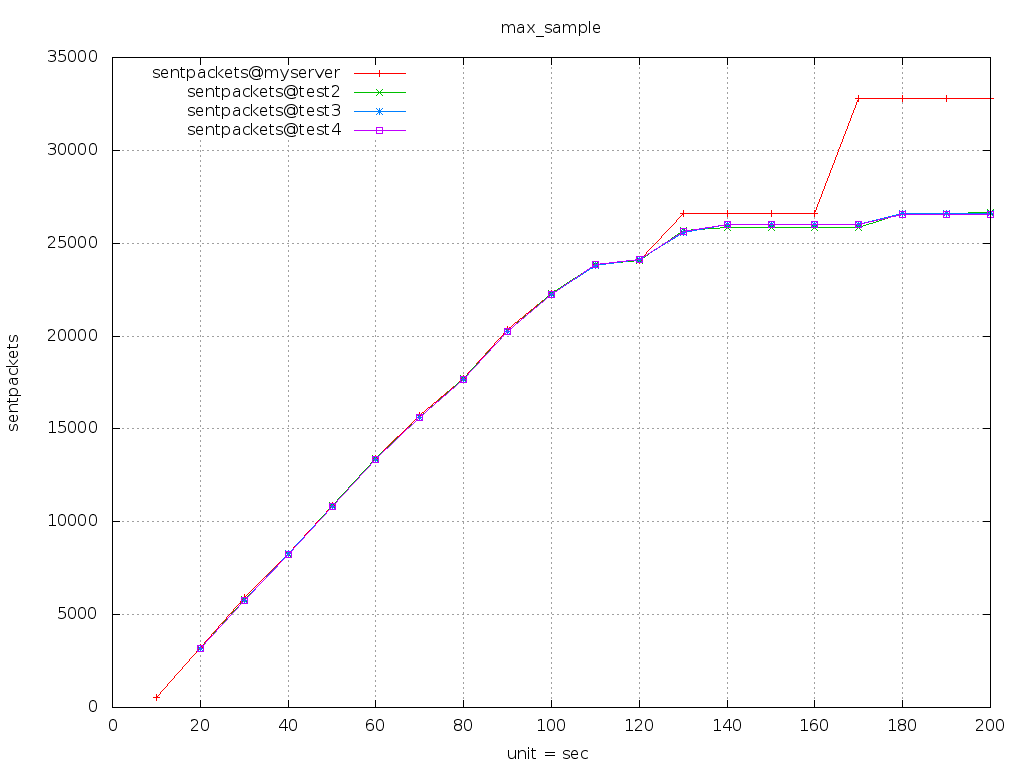 max_sample
35000
30000
25000
20000
15000
10000
5000
0
sentpackets@myserver
sentpackets@test2
sentpackets@test3
sentpackets@test4
sentpackets
0 20 40 60 80 100 120 140 160 180 200
unit = sec